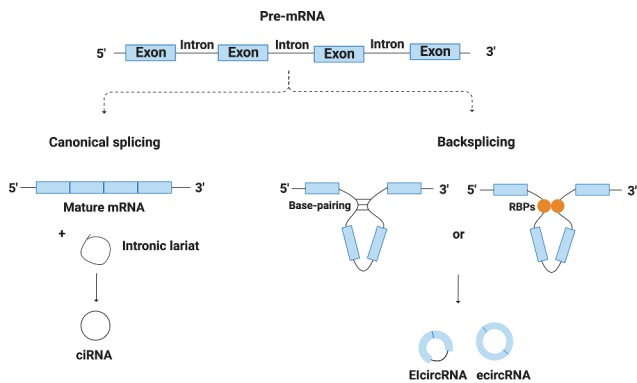 Pre-mRNA
5' Exon Intron Exon Intron Exon Intron Exon 3'
Canonical splicing
Backsplicing
5' 3'
Mature mRNA
+
Intronic lariat
ciRNA
5' 3'
Base-pairing
or
5' 3'
RBPs
EIcircRNA
ecircRNA